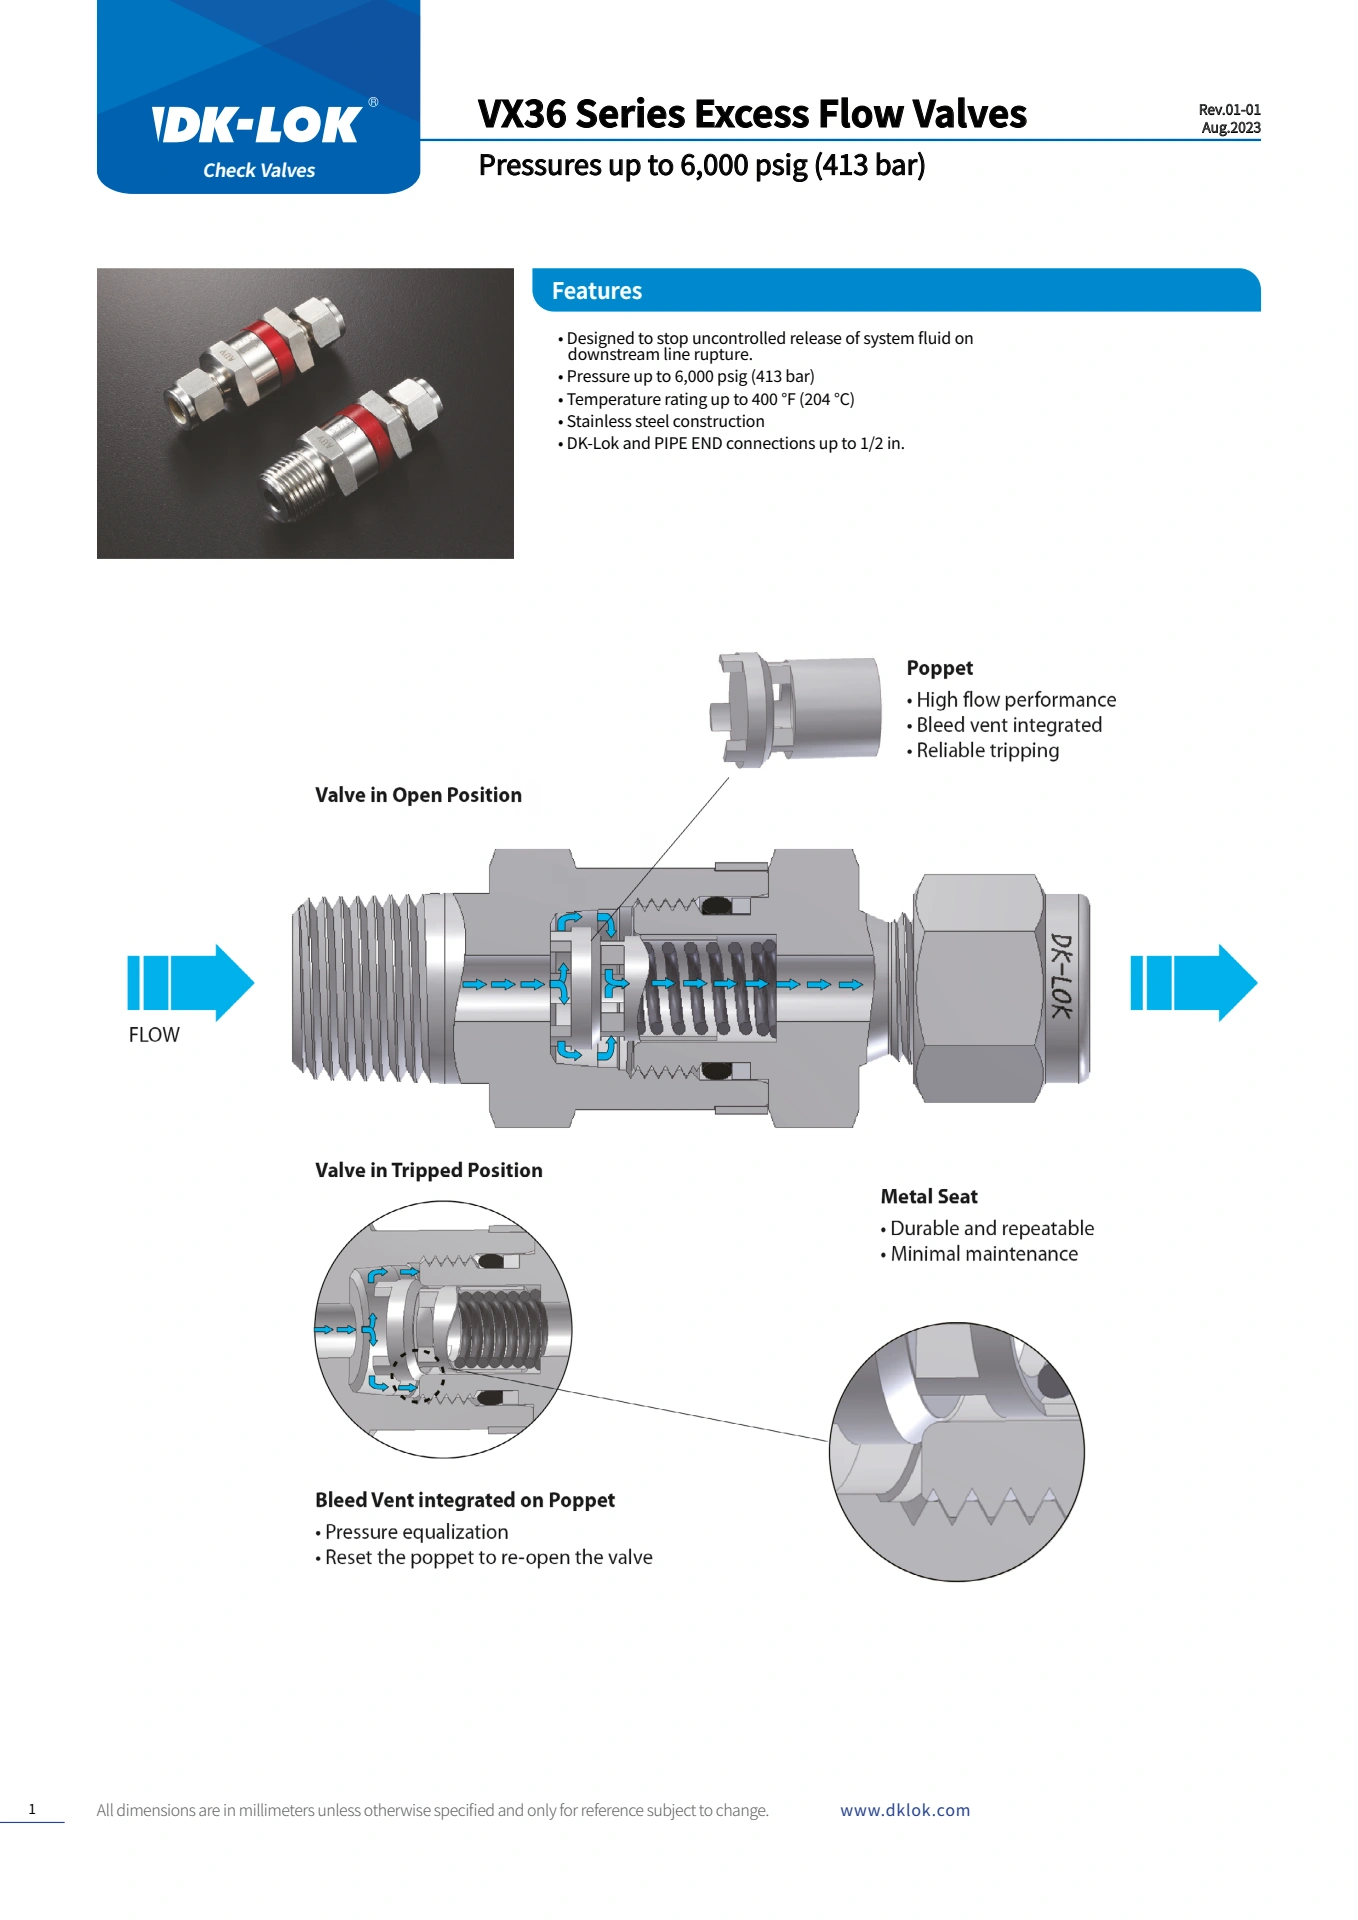 DK-LOK®
Check Valves
VX36 Series Excess Flow Valves
Pressures up to 6,000 psig (413 bar)
Rev.01-01
Aug.2023
Features
• Designed to stop uncontrolled release of system fluid on
downstream line rupture.
• Pressure up to 6,000 psig (413 bar)
• Temperature rating up to 400 °F (204 °C)
• Stainless steel construction
• DK-Lok and PIPE END connections up to 1/2 in.
Poppet
• High flow performance
• Bleed vent integrated
• Reliable tripping
Valve in Open Position
FLOW
DK-LOK
Valve in Tripped Position
Metal Seat
• Durable and repeatable
• Minimal maintenance
Bleed Vent integrated on Poppet
• Pressure equalization
• Reset the poppet to re-open the valve
1
All dimensions are in millimeters unless otherwise specified and only for reference subject to change.
www.dklok.com